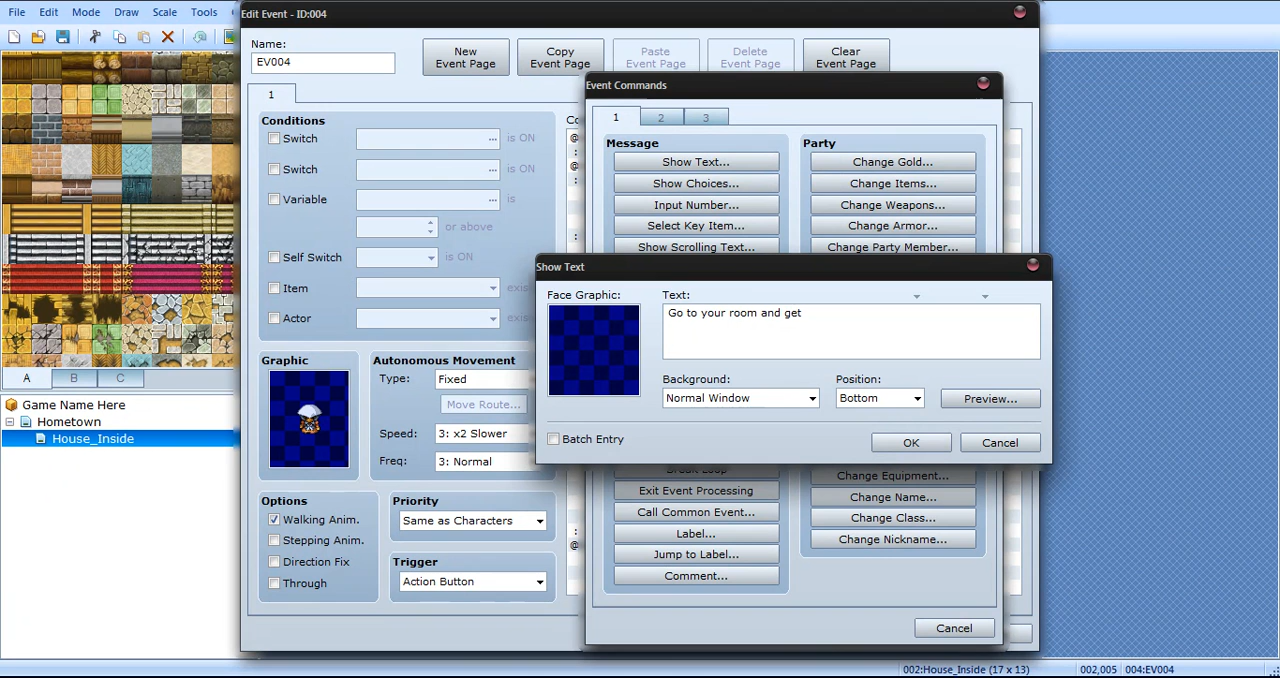 File Edit Mode Draw Scale Tools
Edit Event - ID:004
Name:
EV004
New Event Page
Copy Event Page
Paste Event Page
Delete Event Page
Clear Event Page
1
Conditions
Switch ... is ON
Switch ... is ON
Variable ... is
or above
Self Switch is ON
Item
Actor
Graphic
Autonomous Movement
Type: Fixed
Move Route...
Speed: 3: x2 Slower
Freq: 3: Normal
Options
Walking Anim.
Stepping Anim.
Direction Fix
Through
Priority
Same as Characters
Trigger
Action Button
Event Commands
1 2 3
Message
Show Text...
Show Choices...
Input Number...
Select Key Item...
Show Scrolling Text...
Party
Change Gold...
Change Items...
Change Weapons...
Change Armor...
Change Party Member...
Show Text
Face Graphic:
Text:
Go to your room and get
Background:
Normal Window
Position:
Bottom
Preview...
Batch Entry
OK
Cancel
Break Loop
Exit Event Processing
Call Common Event...
Label...
Jump to Label...
Comment...
Change Equipment...
Change Name...
Change Class...
Change Nickname...
Cancel
A B C
Game Name Here
Hometown
House_Inside
002:House_Inside (17 x 13)
002,005
004:EV004